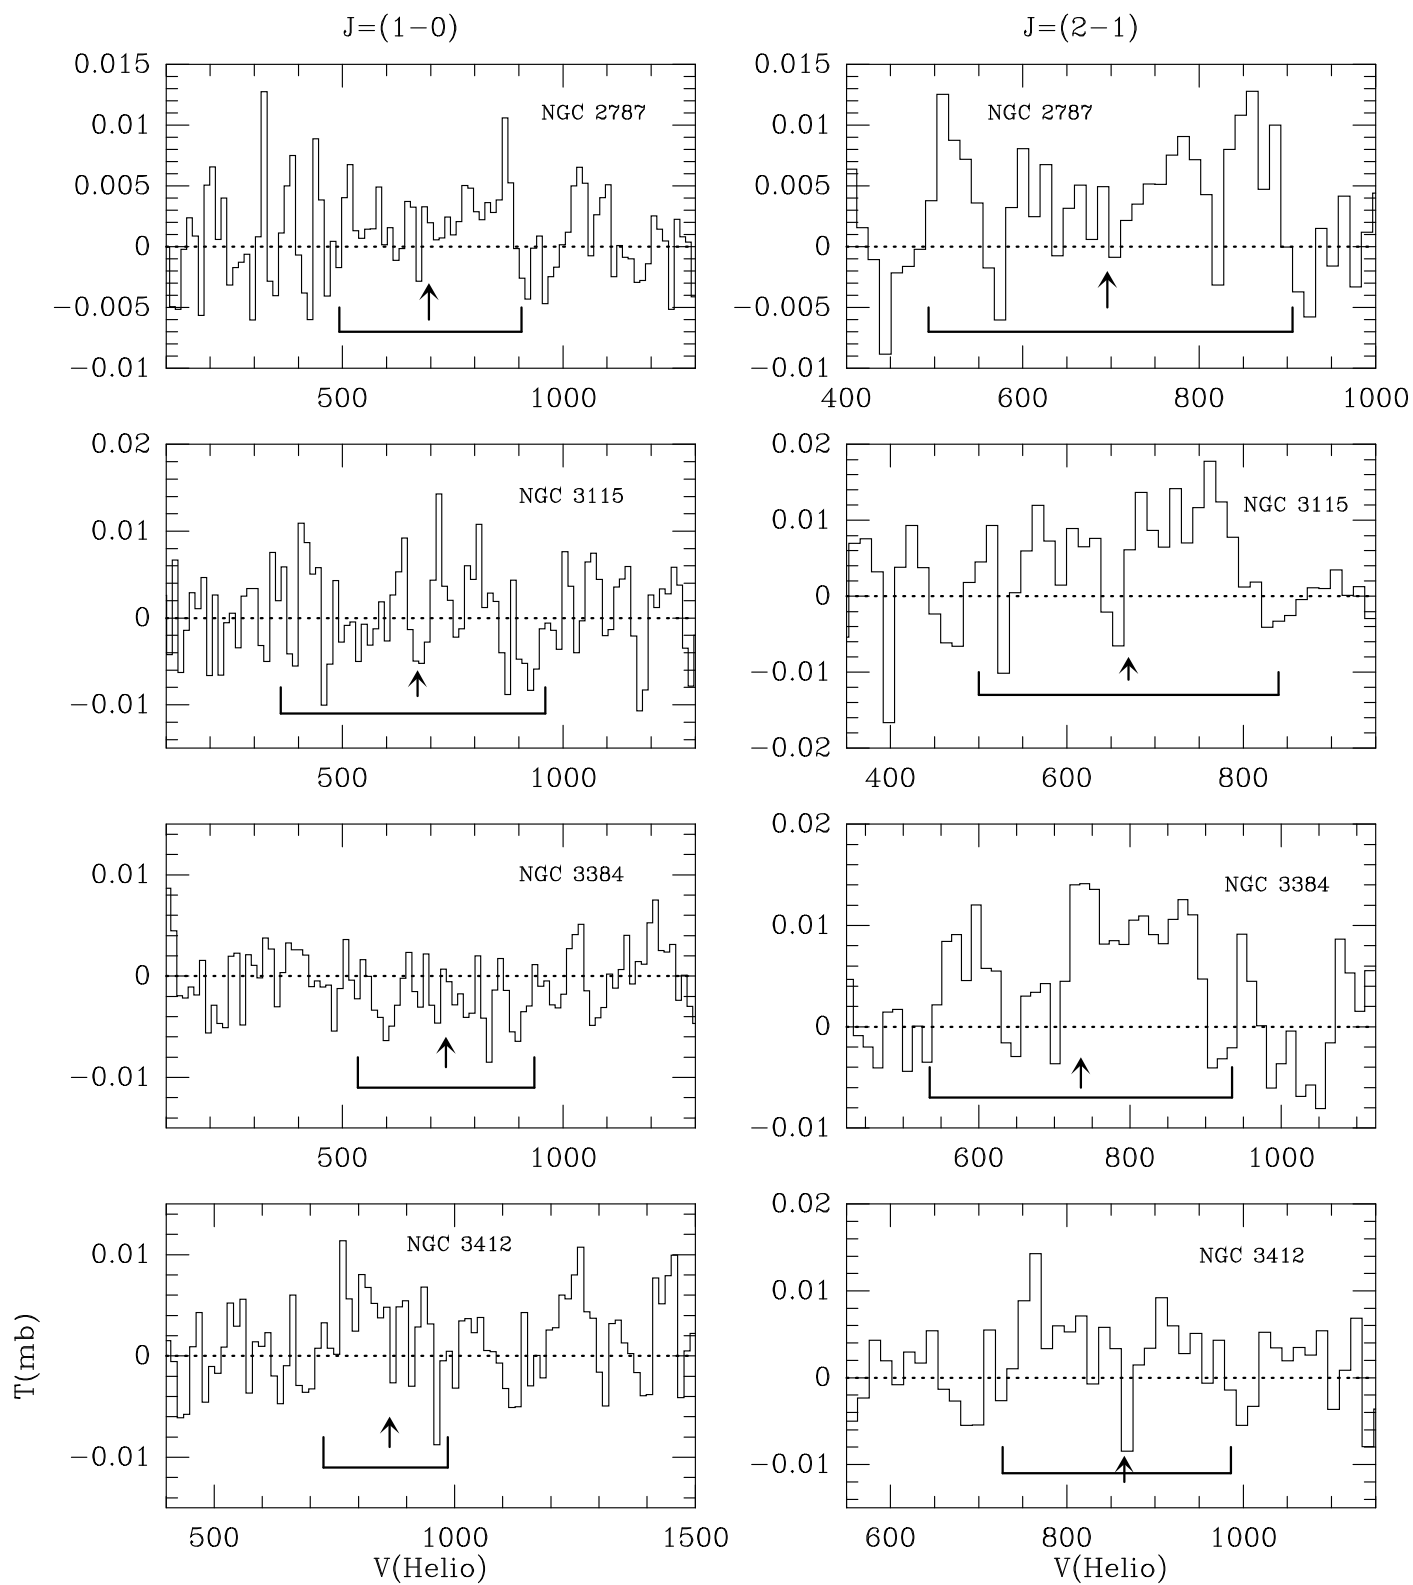 J=(1−0) J=(2−1)
0.015 0.015
NGC 2787 NGC 2787
0.01 0.01
0.005 0.005
0 0
−0.005 −0.005
−0.01 −0.01
500 1000 400 600 800 1000
0.02 0.02
NGC 3115 NGC 3115
0.01 0.01
0 0
−0.01 −0.01
−0.02
500 1000 400 600 800
0.02
NGC 3384 NGC 3384
0.01 0.01
0 0
−0.01 −0.01
500 1000 600 800 1000
0.02
NGC 3412 NGC 3412
0.01 0.01
0 0
−0.01 −0.01
T(mb)
500 1000 1500 600 800 1000
V(Helio) V(Helio)